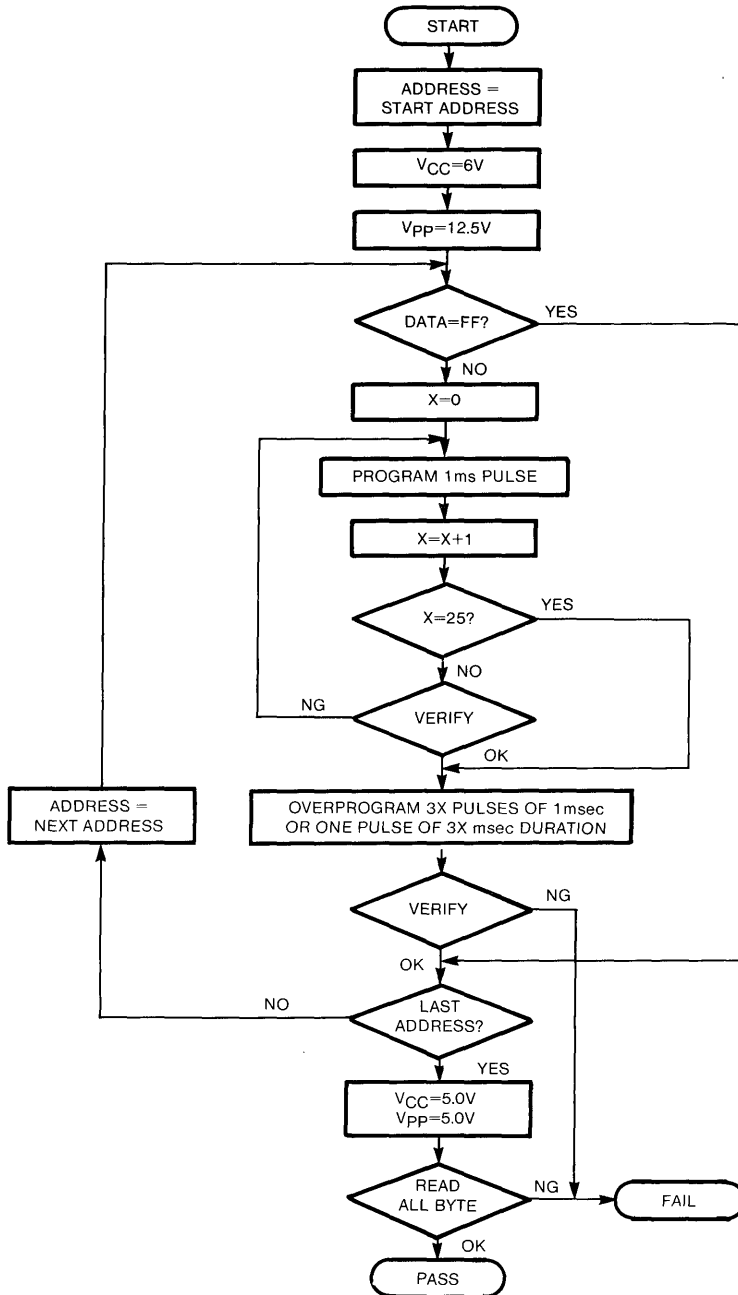 START
ADDRESS =
START ADDRESS
VCC=6V
VPP=12.5V
DATA=FF?
YES
NO
X=0
PROGRAM 1ms PULSE
X=X+1
X=25?
YES
NO
NG
VERIFY
OK
ADDRESS =
NEXT ADDRESS
OVERPROGRAM 3X PULSES OF 1msec
OR ONE PULSE OF 3X msec DURATION
VERIFY
NG
OK
NO
LAST
ADDRESS?
YES
VCC=5.0V
VPP=5.0V
READ
ALL BYTE
NG
FAIL
OK
PASS